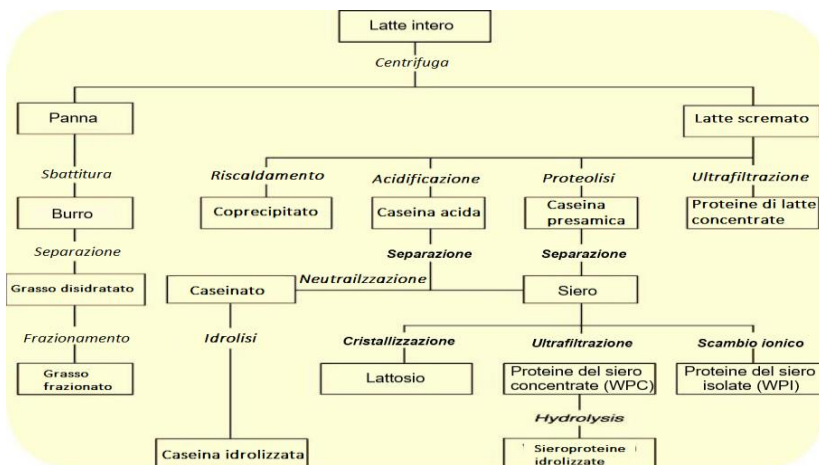 Latte intero
Centrifuga
Panna
Latte scremato
Sbattitura
Riscaldamento
Acidificazione
Proteolisi
Ultrafiltrazione
Burro
Coprecipitato
Caseina acida
Caseina
presamica
Proteine di latte
concentrate
Separazione
Separazione
Separazione
Grasso disidratato
Caseinato
Neutrailzzazione
Siero
Frazionamento
Idrolisi
Cristallizzazione
Ultrafiltrazione
Scambio ionico
Grasso
frazionato
Lattosio
Proteine del siero
concentrate (WPC)
Proteine del siero
isolate (WPI)
Hydrolysis
Caseina idrolizzata
Sieroproteine
idrolizzate